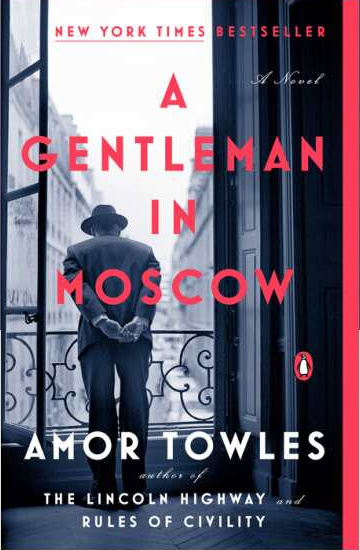 NEW YORK TIMES BESTSELLER
A Novel
A
GENTLEMAN
IN
MOSCOW
AMOR TOWLES
author of
THE LINCOLN HIGHWAY and
RULES OF CIVILITY